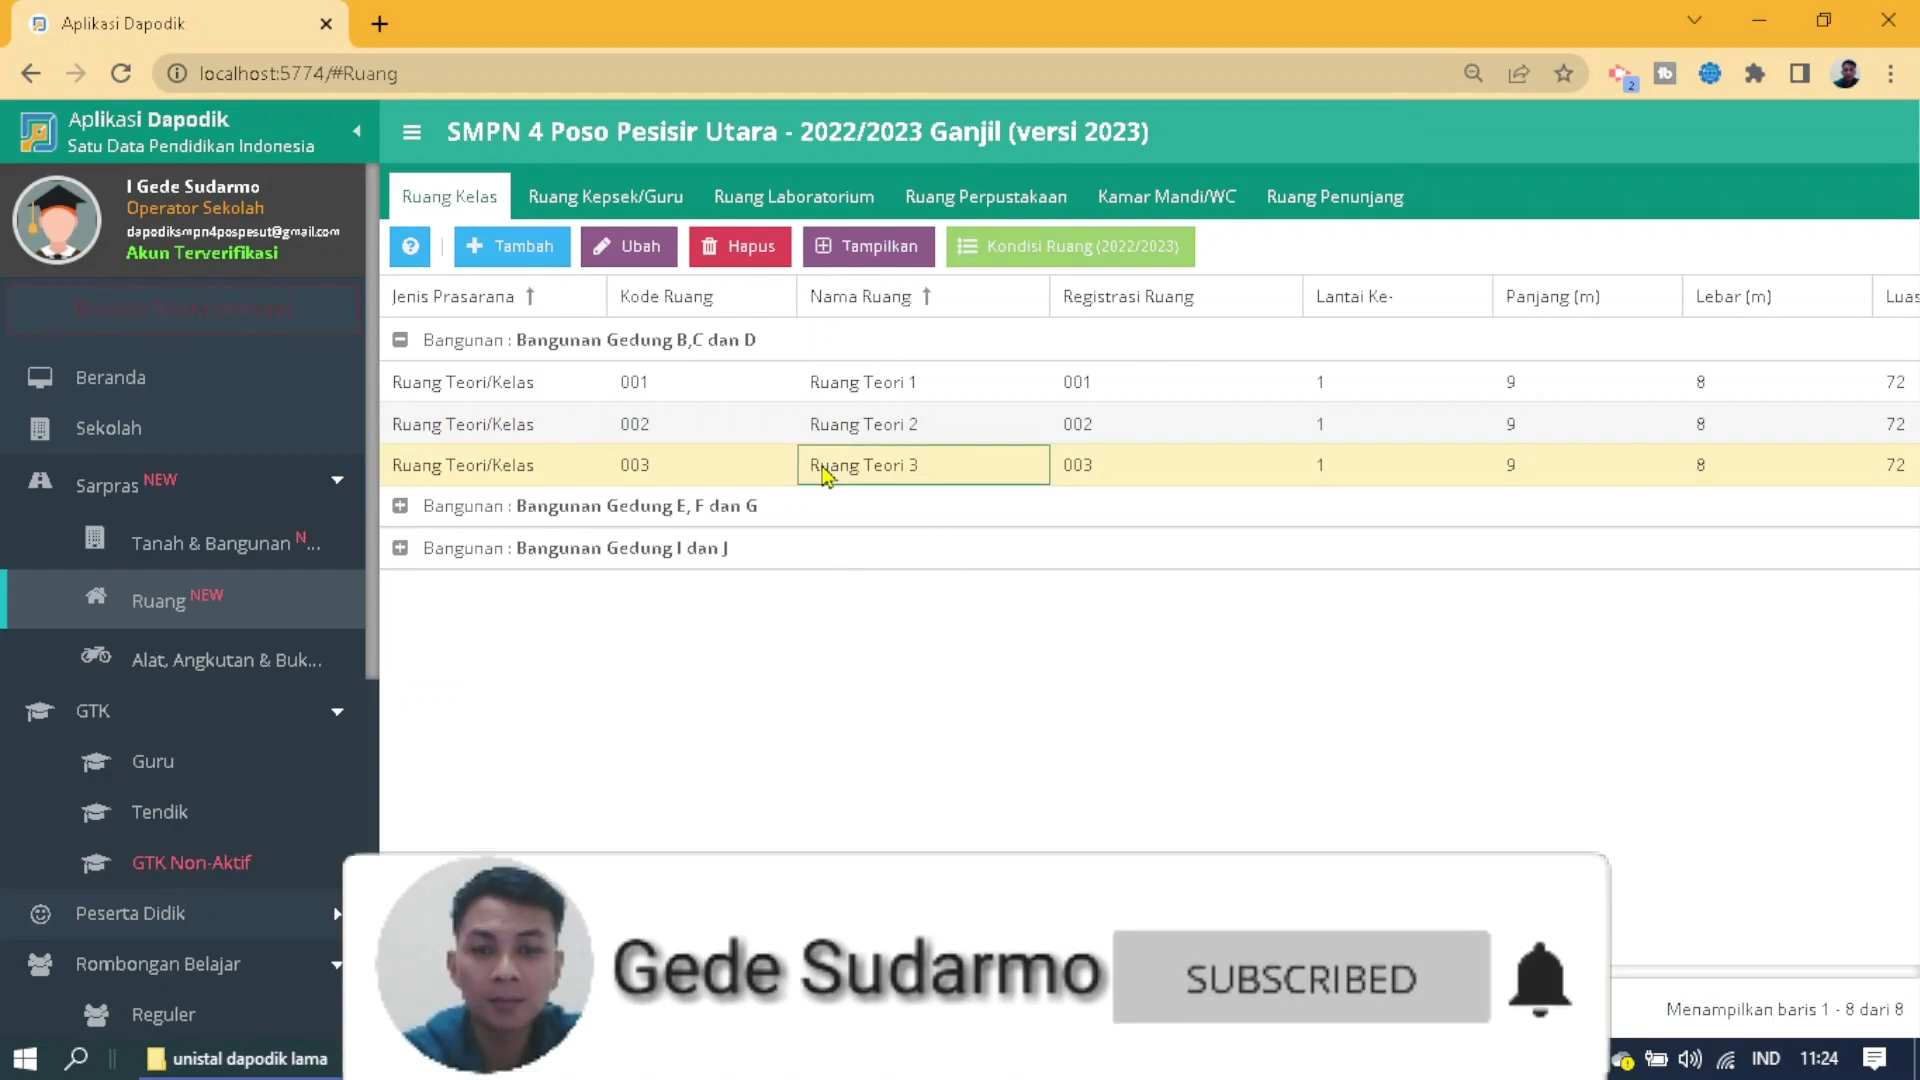 Aplikasi Dapodik
localhost:5774/#Ruang
2
Aplikasi Dapodik
Satu Data Pendidikan Indonesia
SMPN 4 Poso Pesisir Utara - 2022/2023 Ganjil (versi 2023)
I Gede Sudarmo
Operator Sekolah
dapodiksmpn4pospesut@gmail.com
Akun Terverifikasi
Ruang Kelas
Ruang Kepsek/Guru
Ruang Laboratorium
Ruang Perpustakaan
Kamar Mandi/WC
Ruang Penunjang
? Tambah Ubah Hapus Tampilkan Kondisi Ruang (2022/2023)
Jenis Prasarana Kode Ruang Nama Ruang Registrasi Ruang Lantai Ke- Panjang (m) Lebar (m) Luas
Bangunan : Bangunan Gedung B,C dan D
Ruang Teori/Kelas 001 Ruang Teori 1 001 1 9 8 72
Ruang Teori/Kelas 002 Ruang Teori 2 002 1 9 8 72
Ruang Teori/Kelas 003 Ruang Teori 3 003 1 9 8 72
Bangunan : Bangunan Gedung E, F dan G
Bangunan : Bangunan Gedung I dan J
Beranda
Sekolah
Sarpras NEW
Tanah & Bangunan N...
Ruang NEW
Alat, Angkutan & Buk...
GTK
Guru
Tendik
GTK Non-Aktif
Peserta Didik
Rombongan Belajar
Reguler
Gede Sudarmo
SUBSCRIBED
Menampilkan baris 1 - 8 dari 8
unistal dapodik lama
IND 11:24